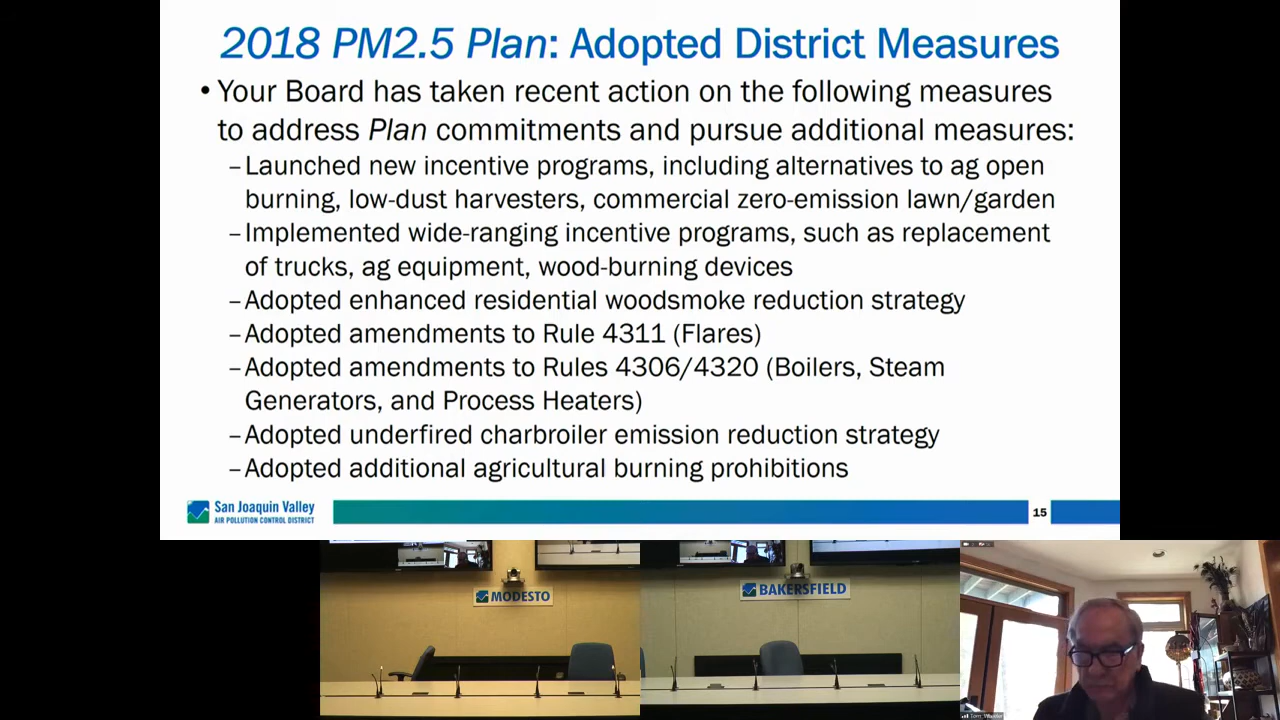 2018 PM2.5 Plan: Adopted District Measures
• Your Board has taken recent action on the following measures
to address Plan commitments and pursue additional measures:
–Launched new incentive programs, including alternatives to ag open
burning, low-dust harvesters, commercial zero-emission lawn/garden
–Implemented wide-ranging incentive programs, such as replacement
of trucks, ag equipment, wood-burning devices
–Adopted enhanced residential woodsmoke reduction strategy
–Adopted amendments to Rule 4311 (Flares)
–Adopted amendments to Rules 4306/4320 (Boilers, Steam
Generators, and Process Heaters)
–Adopted underfired charbroiler emission reduction strategy
–Adopted additional agricultural burning prohibitions
San Joaquin Valley
AIR POLLUTION CONTROL DISTRICT
15
MODESTO
BAKERSFIELD